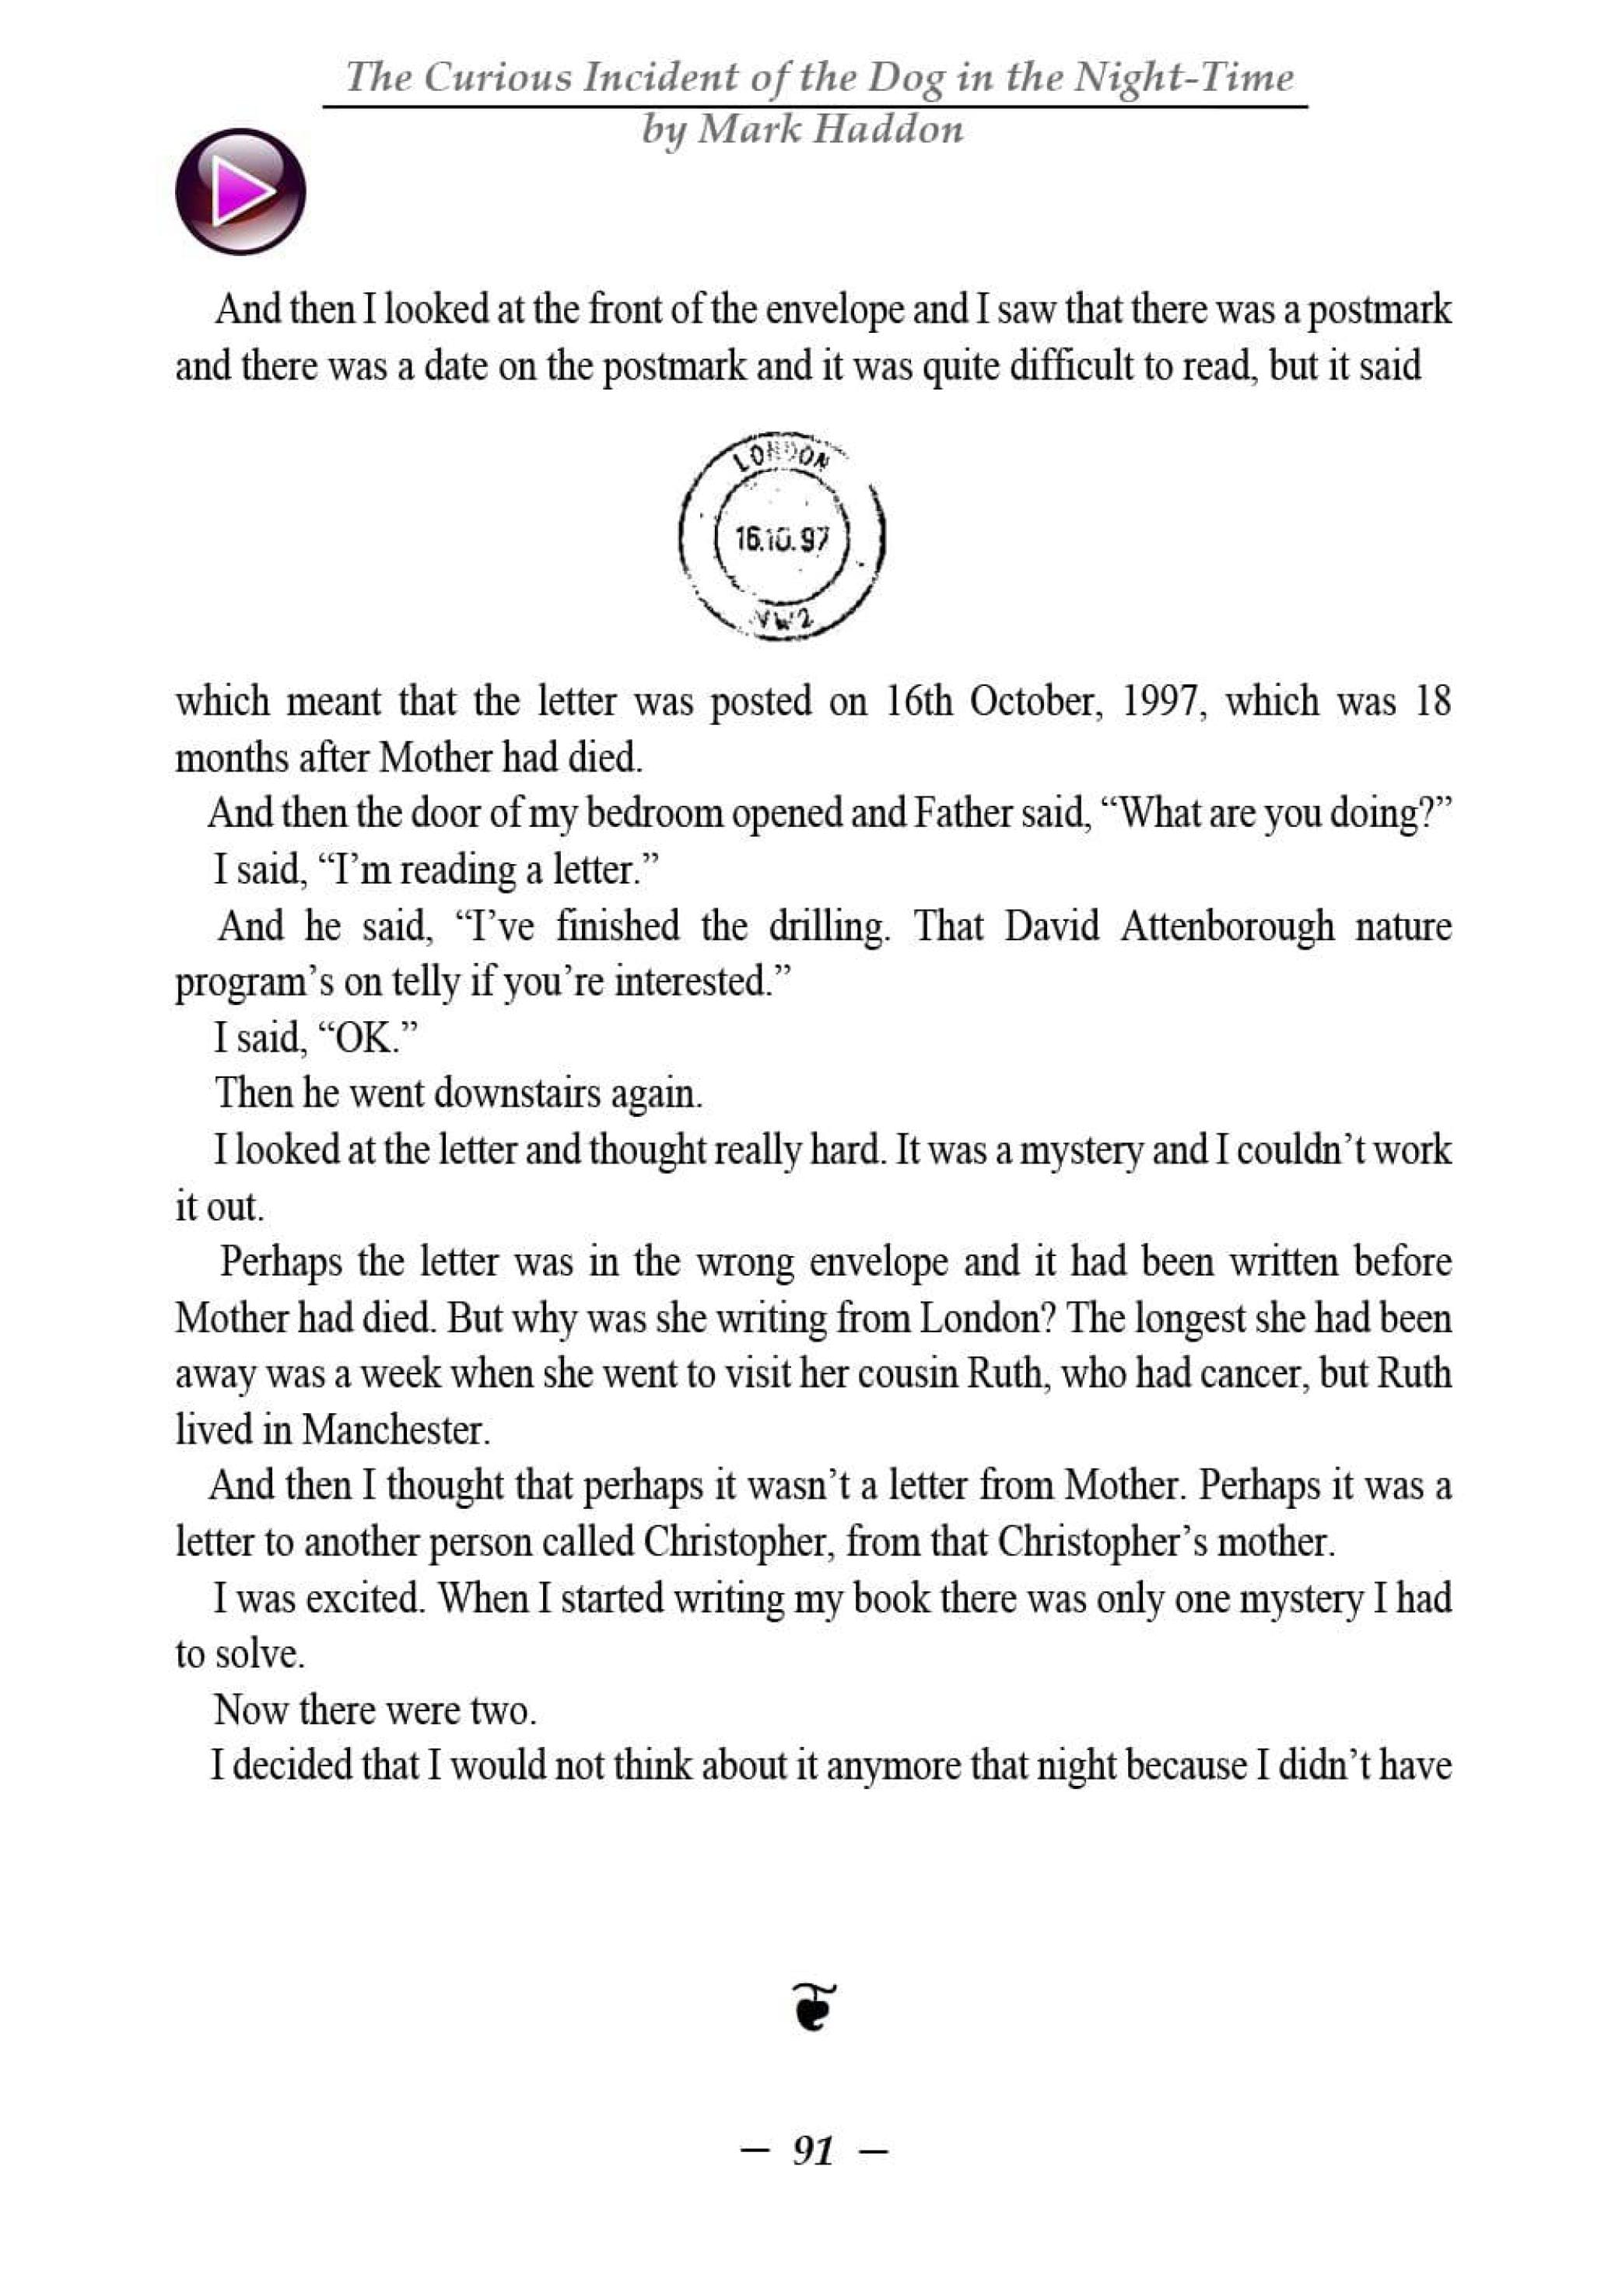 The Curious Incident of the Dog in the Night-Time
by Mark Haddon
And then I looked at the front of the envelope and I saw that there was a postmark
and there was a date on the postmark and it was quite difficult to read, but it said
LONDON
16.10.97
NW2
which meant that the letter was posted on 16th October, 1997, which was 18
months after Mother had died.
And then the door of my bedroom opened and Father said, “What are you doing?”
I said, “I’m reading a letter.”
And he said, “I’ve finished the drilling. That David Attenborough nature
program’s on telly if you’re interested.”
I said, “OK.”
Then he went downstairs again.
I looked at the letter and thought really hard. It was a mystery and I couldn’t work
it out.
Perhaps the letter was in the wrong envelope and it had been written before
Mother had died. But why was she writing from London? The longest she had been
away was a week when she went to visit her cousin Ruth, who had cancer, but Ruth
lived in Manchester.
And then I thought that perhaps it wasn’t a letter from Mother. Perhaps it was a
letter to another person called Christopher, from that Christopher’s mother.
I was excited. When I started writing my book there was only one mystery I had
to solve.
Now there were two.
I decided that I would not think about it anymore that night because I didn’t have
— 91 —